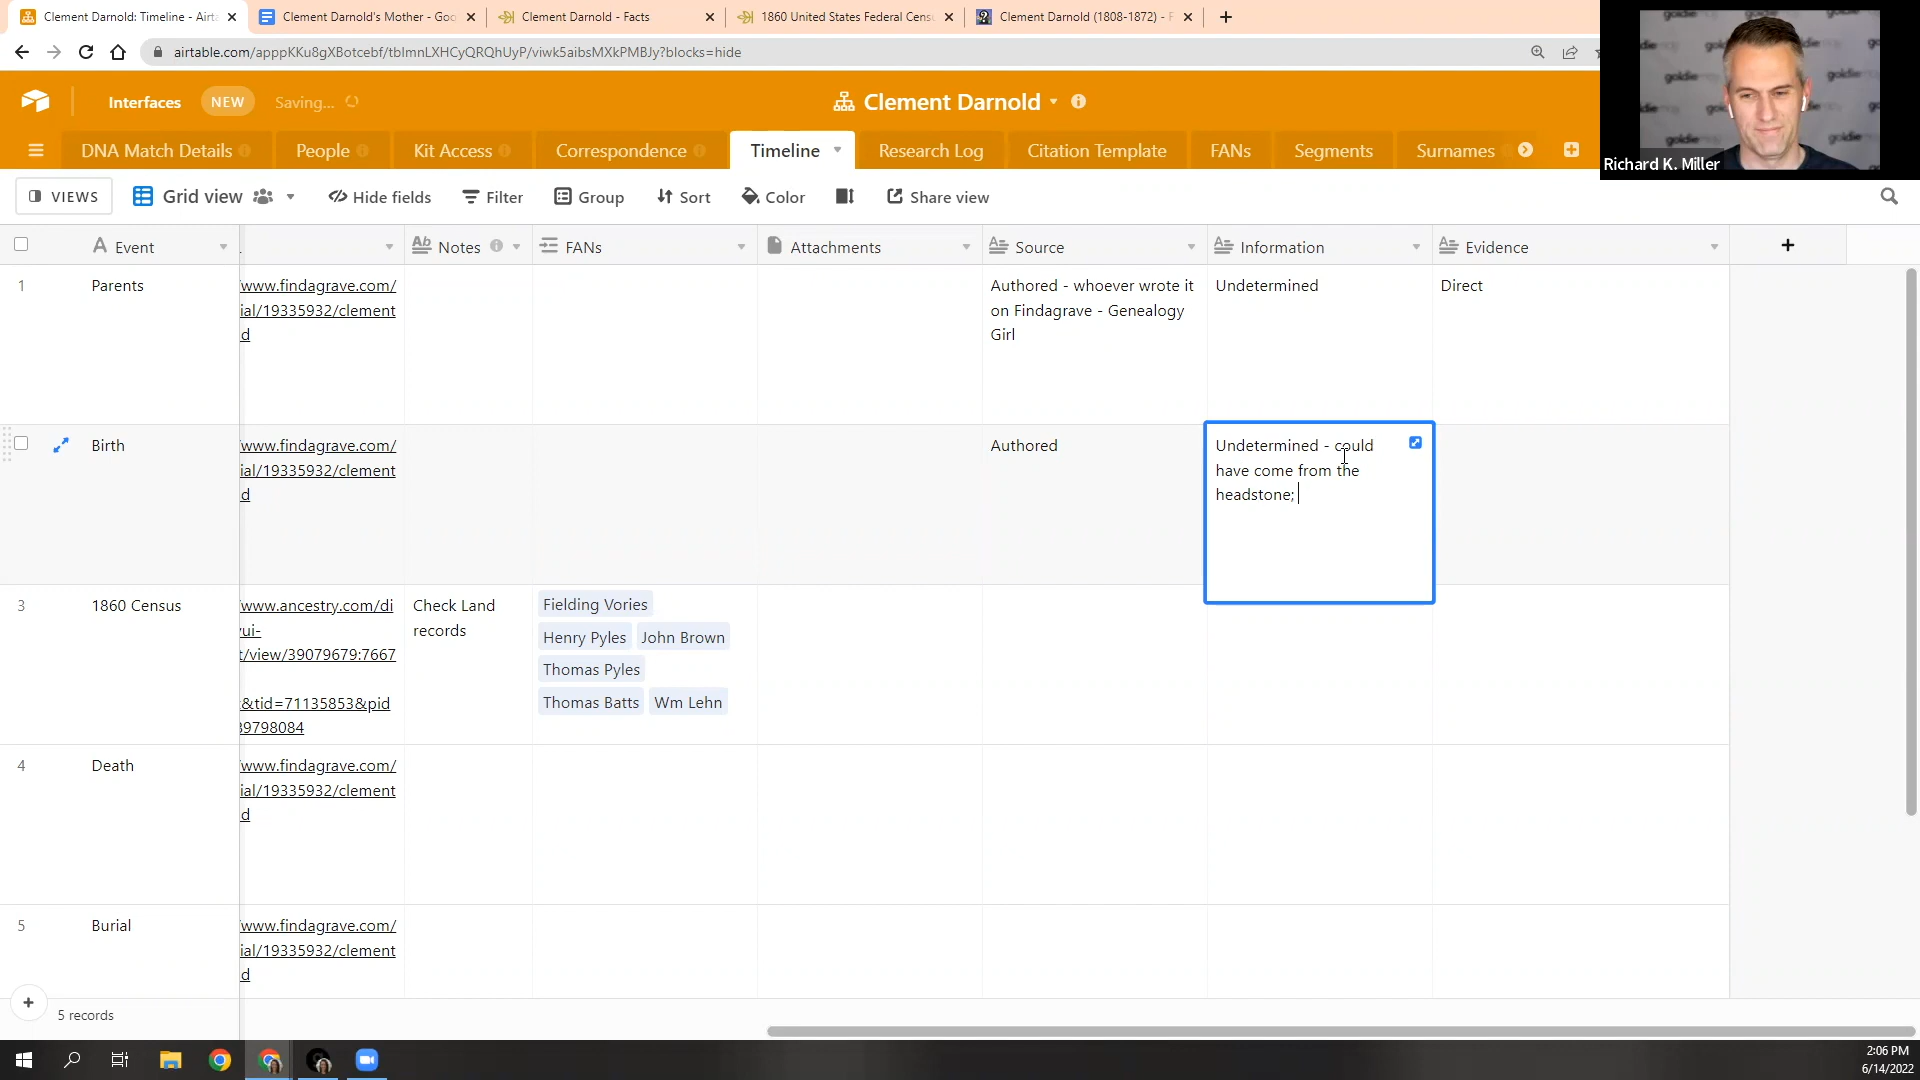 Clement Darnold: Timeline - Airta
Clement Darnold's Mother - Goo
Clement Darnold - Facts
1860 United States Federal Censu
Clement Darnold (1808-1872) - F
airtable.com/apppKKu8gXBotcebf/tblmnLXHCyQRQhUyP/viwk5aibsMXkPMBJy?blocks=hide
goldie may
Richard K. Miller
Interfaces
NEW
Saving...
Clement Darnold
DNA Match Details
People
Kit Access
Correspondence
Timeline
Research Log
Citation Template
FANs
Segments
Surnames
VIEWS
Grid view
Hide fields
Filter
Group
Sort
Color
Share view
Event
Notes
FANs
Attachments
Source
Information
Evidence
1
Parents
www.findagrave.com/
ial/19335932/clement
d
Authored - whoever wrote it
on Findagrave - Genealogy
Girl
Undetermined
Direct
Birth
www.findagrave.com/
ial/19335932/clement
d
Authored
Undetermined - could
have come from the
headstone;
3
1860 Census
www.ancestry.com/di
ui-
t/view/39079679:7667
&tid=71135853&pid
39798084
Check Land
records
Fielding Vories
Henry Pyles
John Brown
Thomas Pyles
Thomas Batts
Wm Lehn
4
Death
www.findagrave.com/
ial/19335932/clement
d
5
Burial
www.findagrave.com/
ial/19335932/clement
d
5 records
2:06 PM
6/14/2022